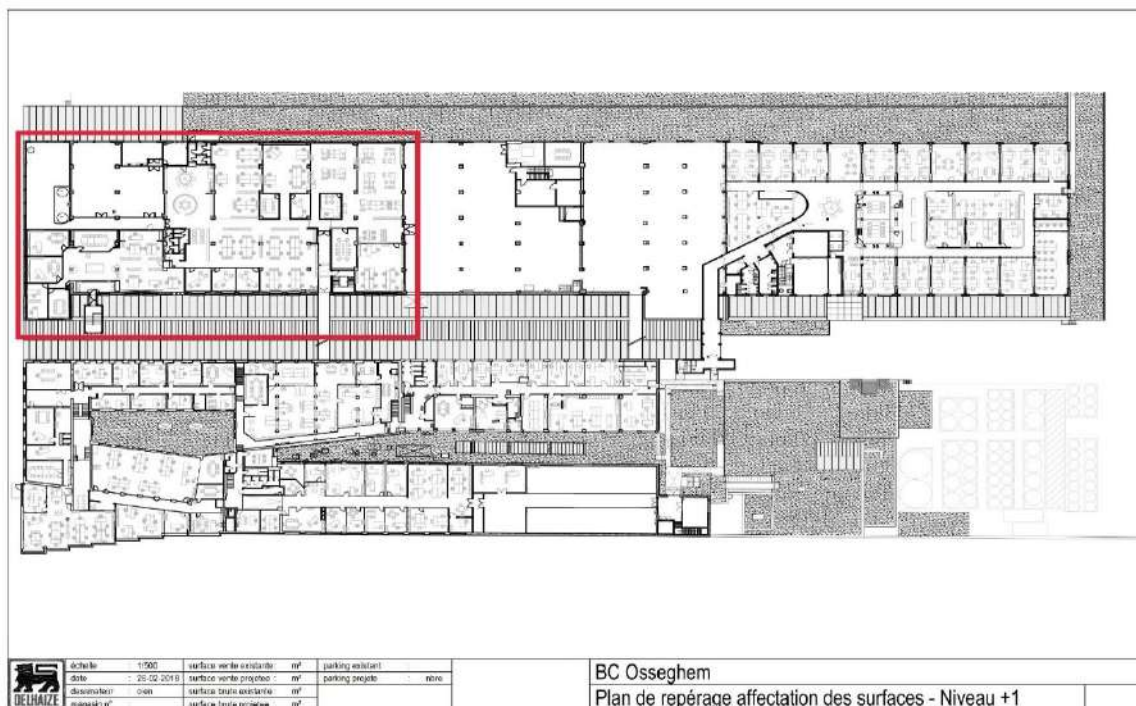 échelle : 1/500 surface vente existante : m² parking existant :
date : 26-02-2018 surface vente projetée : m² parking projeté : nbre
dessinateur : surface brute existante : m²
magasin n° : surface brute projetée : m²
DELHAIZE
BC Osseghem
Plan de repérage affectation des surfaces - Niveau +1